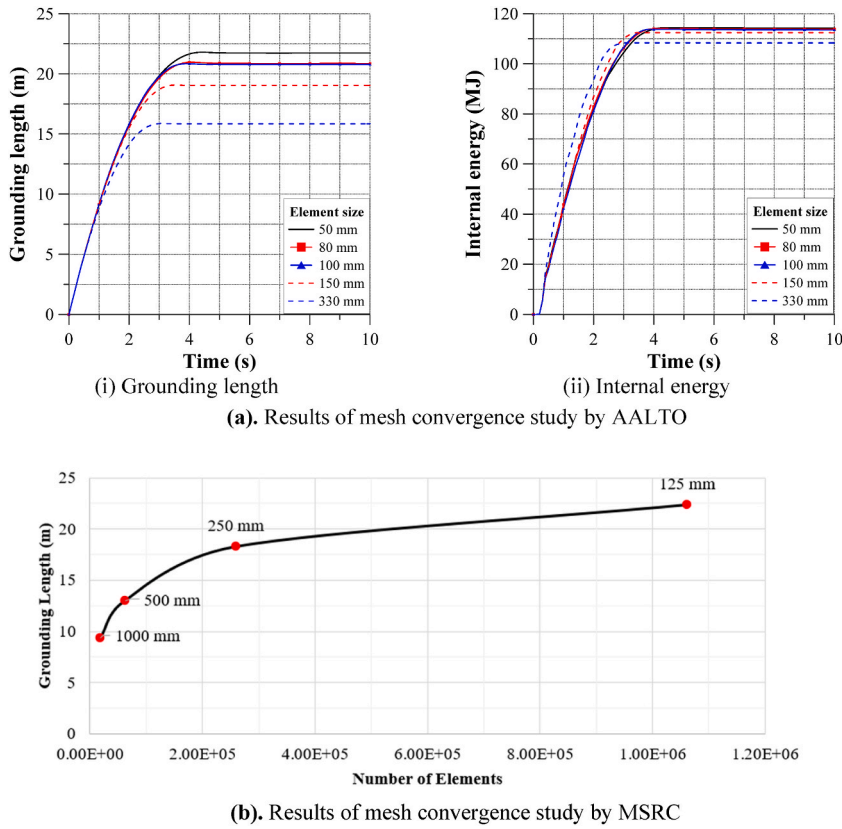 25
20
15
10
5
0
Grounding length (m)
Element size
50 mm
80 mm
100 mm
150 mm
330 mm
0 2 4 6 8 10
Time (s)
(i) Grounding length
120
100
80
60
40
20
0
Internal energy (MJ)
Element size
50 mm
80 mm
100 mm
150 mm
330 mm
0 2 4 6 8 10
Time (s)
(ii) Internal energy
(a). Results of mesh convergence study by AALTO
25
20
15
10
5
0
Grounding Length (m)
125 mm
250 mm
500 mm
1000 mm
0.00E+00 2.00E+05 4.00E+05 6.00E+05 8.00E+05 1.00E+06 1.20E+06
Number of Elements
(b). Results of mesh convergence study by MSRC